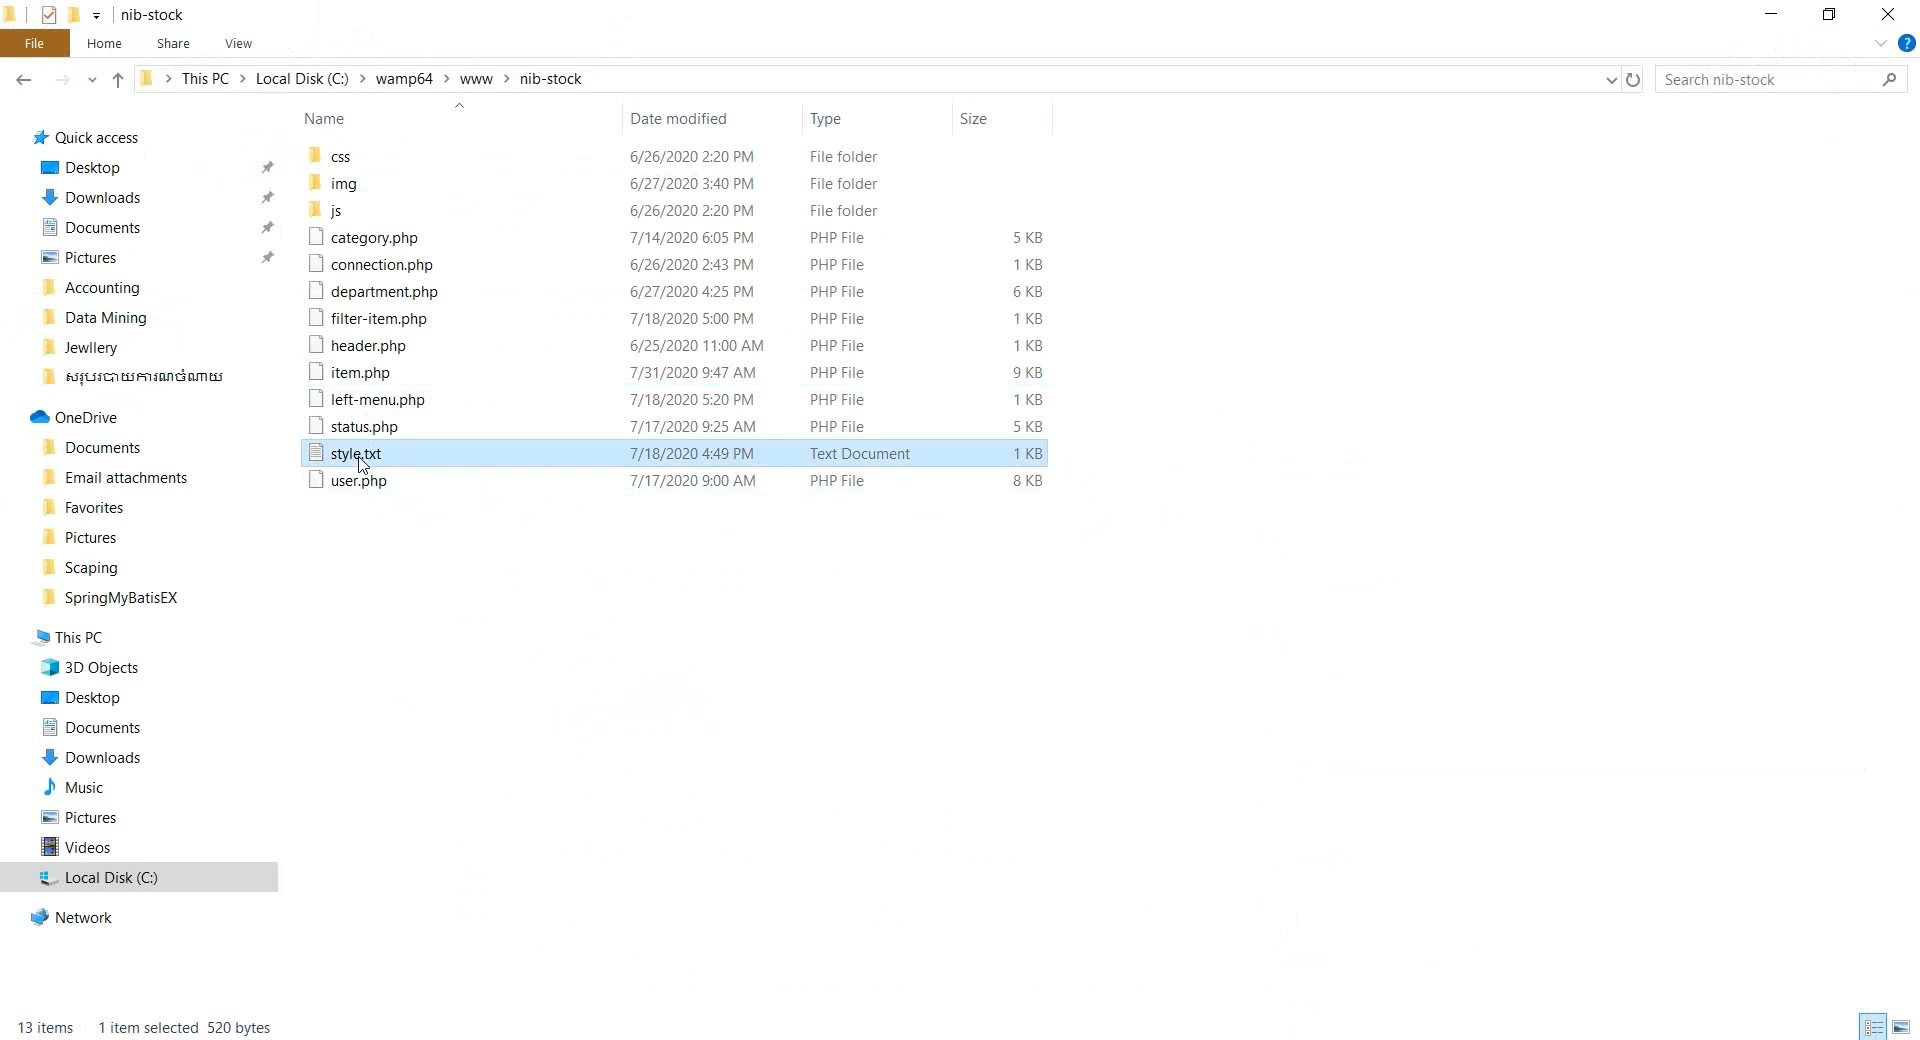 nib-stock
File Home Share View
This PC Local Disk (C:) wamp64 www nib-stock
Search nib-stock
Name Date modified Type Size
Quick access
Desktop
Downloads
Documents
Pictures
Accounting
Data Mining
Jewllery
សរុបរបាយការណចំណាយ
OneDrive
Documents
Email attachments
Favorites
Pictures
Scaping
SpringMyBatisEX
This PC
3D Objects
Desktop
Documents
Downloads
Music
Pictures
Videos
Local Disk (C:)
Network
css 6/26/2020 2:20 PM File folder
img 6/27/2020 3:40 PM File folder
js 6/26/2020 2:20 PM File folder
category.php 7/14/2020 6:05 PM PHP File 5 KB
connection.php 6/26/2020 2:43 PM PHP File 1 KB
department.php 6/27/2020 4:25 PM PHP File 6 KB
filter-item.php 7/18/2020 5:00 PM PHP File 1 KB
header.php 6/25/2020 11:00 AM PHP File 1 KB
item.php 7/31/2020 9:47 AM PHP File 9 KB
left-menu.php 7/18/2020 5:20 PM PHP File 1 KB
status.php 7/17/2020 9:25 AM PHP File 5 KB
style.txt 7/18/2020 4:49 PM Text Document 1 KB
user.php 7/17/2020 9:00 AM PHP File 8 KB
13 items 1 item selected 520 bytes